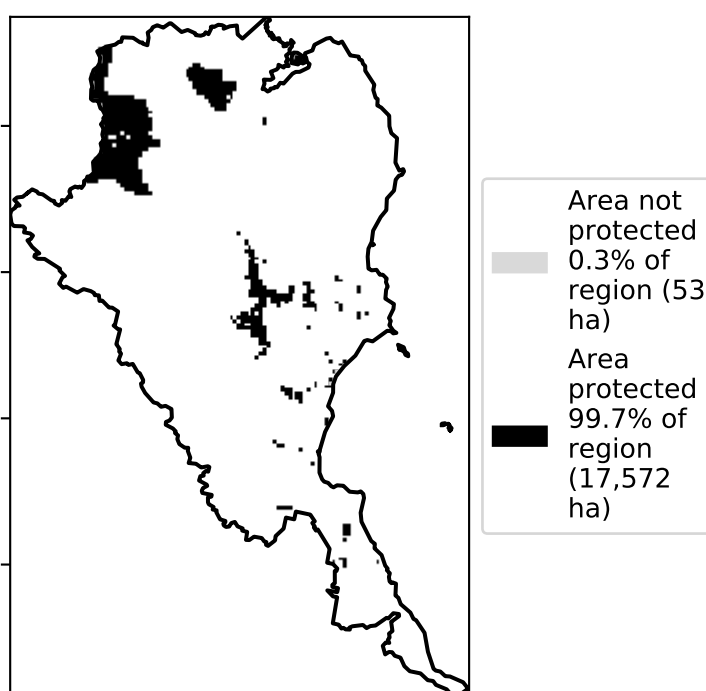 Area not
protected
0.3% of
region (53
ha)
Area
protected
99.7% of
region
(17,572
ha)